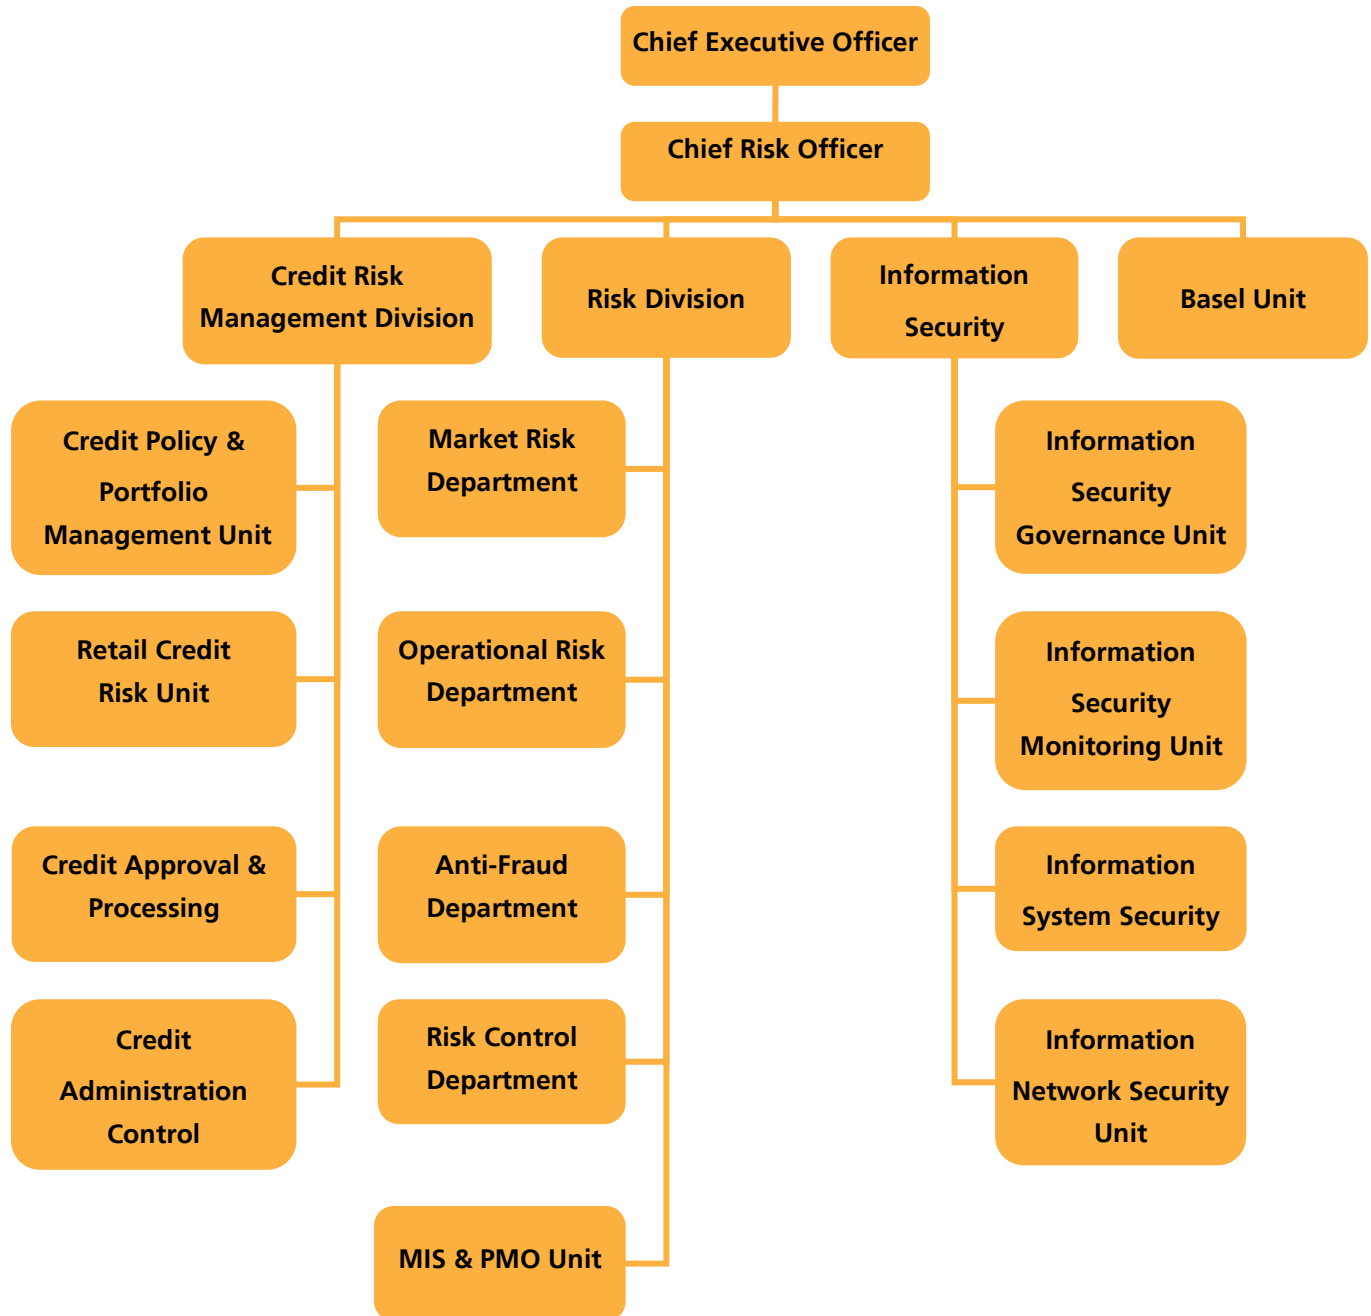 Chief Executive Officer
Chief Risk Officer
Credit Risk
Management Division
Risk Division
Information
Security
Basel Unit
Credit Policy &
Portfolio
Management Unit
Market Risk
Department
Information
Security
Governance Unit
Retail Credit
Risk Unit
Operational Risk
Department
Information
Security
Monitoring Unit
Credit Approval &
Processing
Anti-Fraud
Department
Information
System Security
Credit
Administration
Control
Risk Control
Department
Information
Network Security
Unit
MIS & PMO Unit